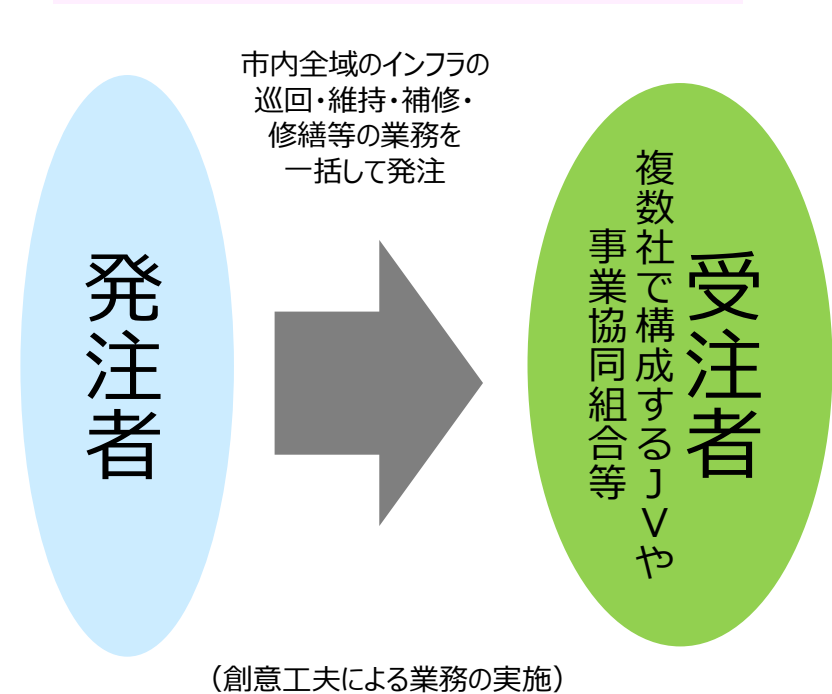 市内全域のインフラの
巡回・維持・補修・
修繕等の業務を
一括して発注
発注者
受注者
複数社で構成するJVや
事業協同組合等
（創意工夫による業務の実施）